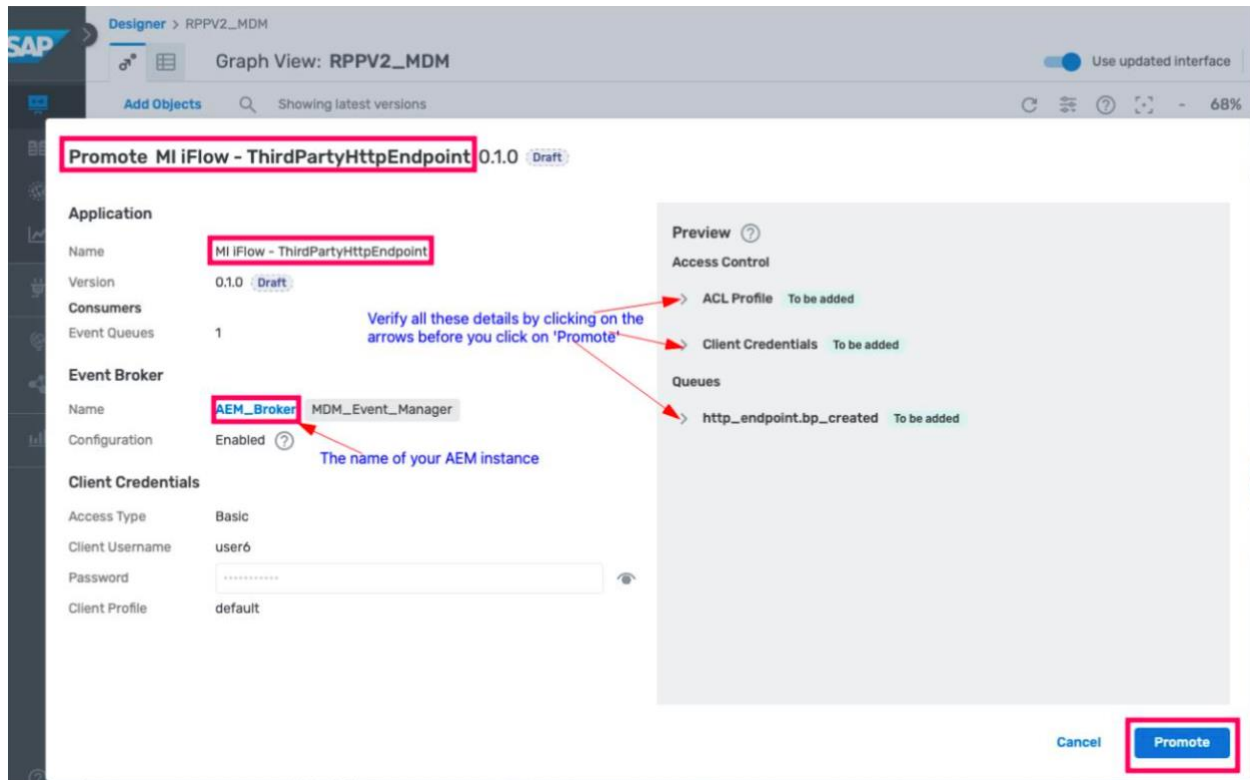 SAP
Designer > RPPV2_MDM
Graph View: RPPV2_MDM
Use updated interface
Add Objects
Showing latest versions
- 68%
Promote MI iFlow - ThirdPartyHttpEndpoint 0.1.0 Draft
Application
Name MI iFlow - ThirdPartyHttpEndpoint
Version 0.1.0 Draft
Consumers
Event Queues 1
Event Broker
Name AEM_Broker MDM_Event_Manager
Configuration Enabled ?
The name of your AEM instance
Client Credentials
Access Type Basic
Client Username user6
Password ···········
Client Profile default
Verify all these details by clicking on the
arrows before you click on 'Promote'
Preview ?
Access Control
> ACL Profile To be added
> Client Credentials To be added
Queues
> http_endpoint.bp_created To be added
Cancel Promote